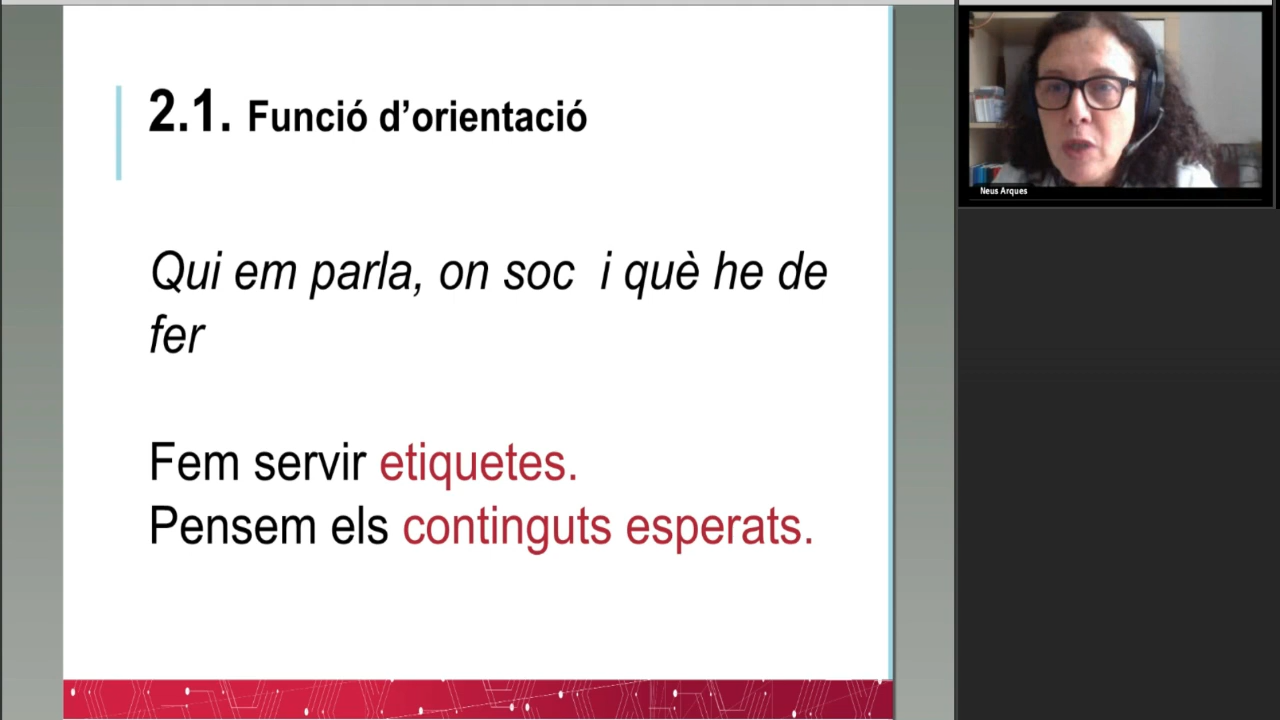 2.1. Funció d’orientació
Qui em parla, on soc i què he de
fer
Fem servir etiquetes.
Pensem els continguts esperats.
Neus Arques